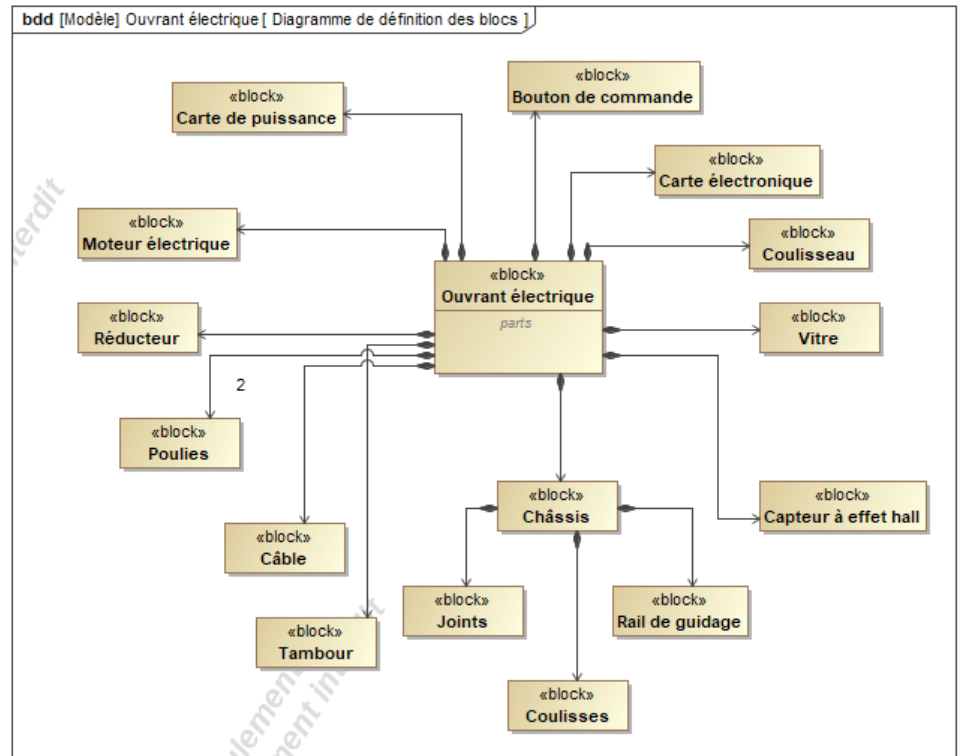 bdd [Modèle] Ouvrant électrique [ Diagramme de définition des blocs ]
«block»
Bouton de commande
«block»
Carte de puissance
«block»
Carte électronique
«block»
Moteur électrique
«block»
Coulisseau
«block»
Ouvrant électrique
parts
«block»
Réducteur
«block»
Vitre
2
«block»
Poulies
«block»
Châssis
«block»
Capteur à effet hall
«block»
Câble
«block»
Joints
«block»
Rail de guidage
«block»
Tambour
«block»
Coulisses